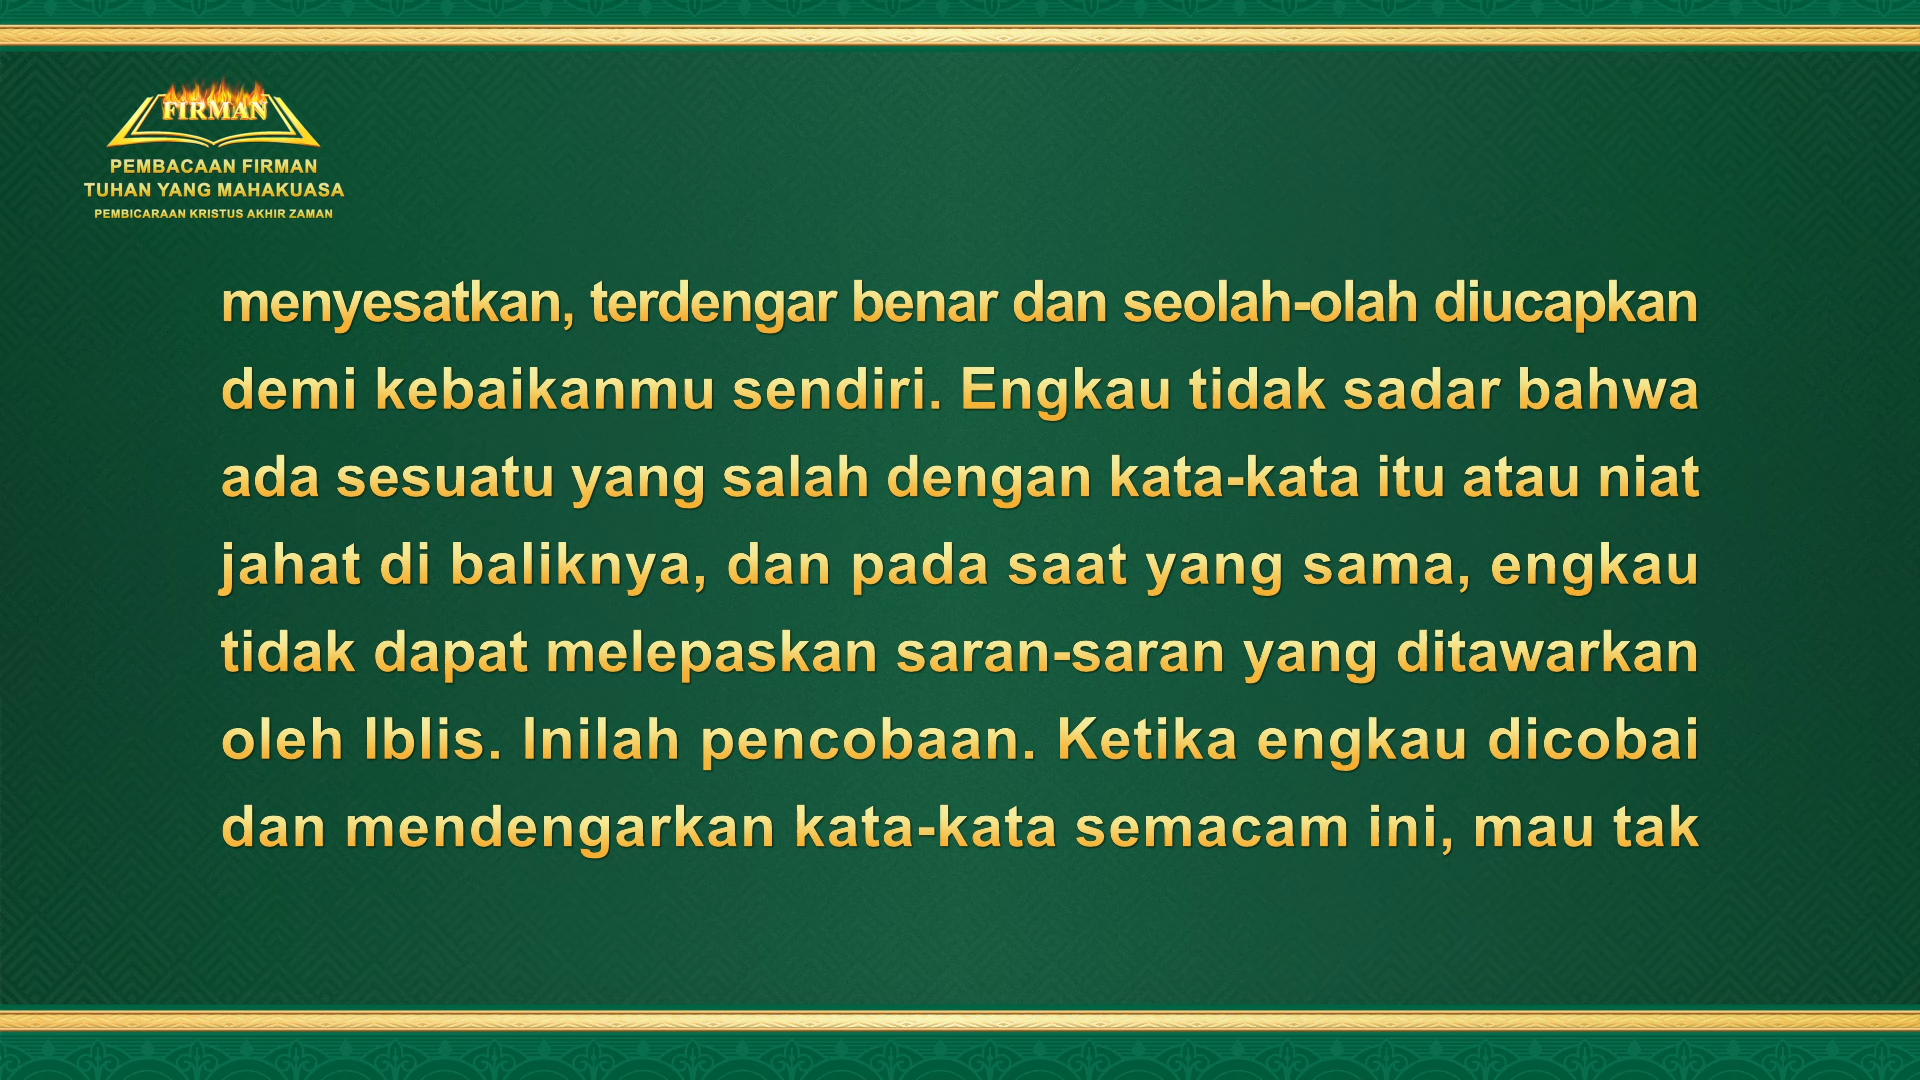 FIRMAN
PEMBACAAN FIRMAN
TUHAN YANG MAHAKUASA
PEMBICARAAN KRISTUS AKHIR ZAMAN
menyesatkan, terdengar benar dan seolah-olah diucapkan
demi kebaikanmu sendiri. Engkau tidak sadar bahwa
ada sesuatu yang salah dengan kata-kata itu atau niat
jahat di baliknya, dan pada saat yang sama, engkau
tidak dapat melepaskan saran-saran yang ditawarkan
oleh Iblis. Inilah pencobaan. Ketika engkau dicobai
dan mendengarkan kata-kata semacam ini, mau tak